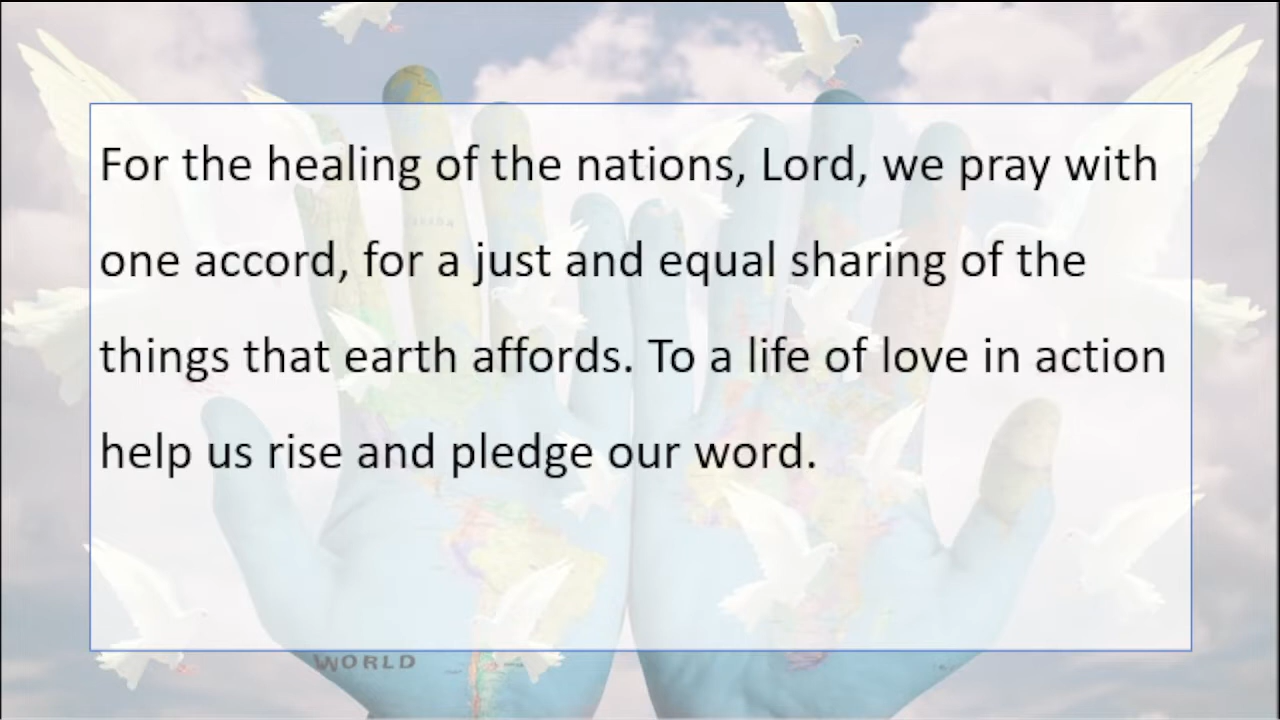 For the healing of the nations, Lord, we pray with
one accord, for a just and equal sharing of the
things that earth affords. To a life of love in action
help us rise and pledge our word.
WORLD